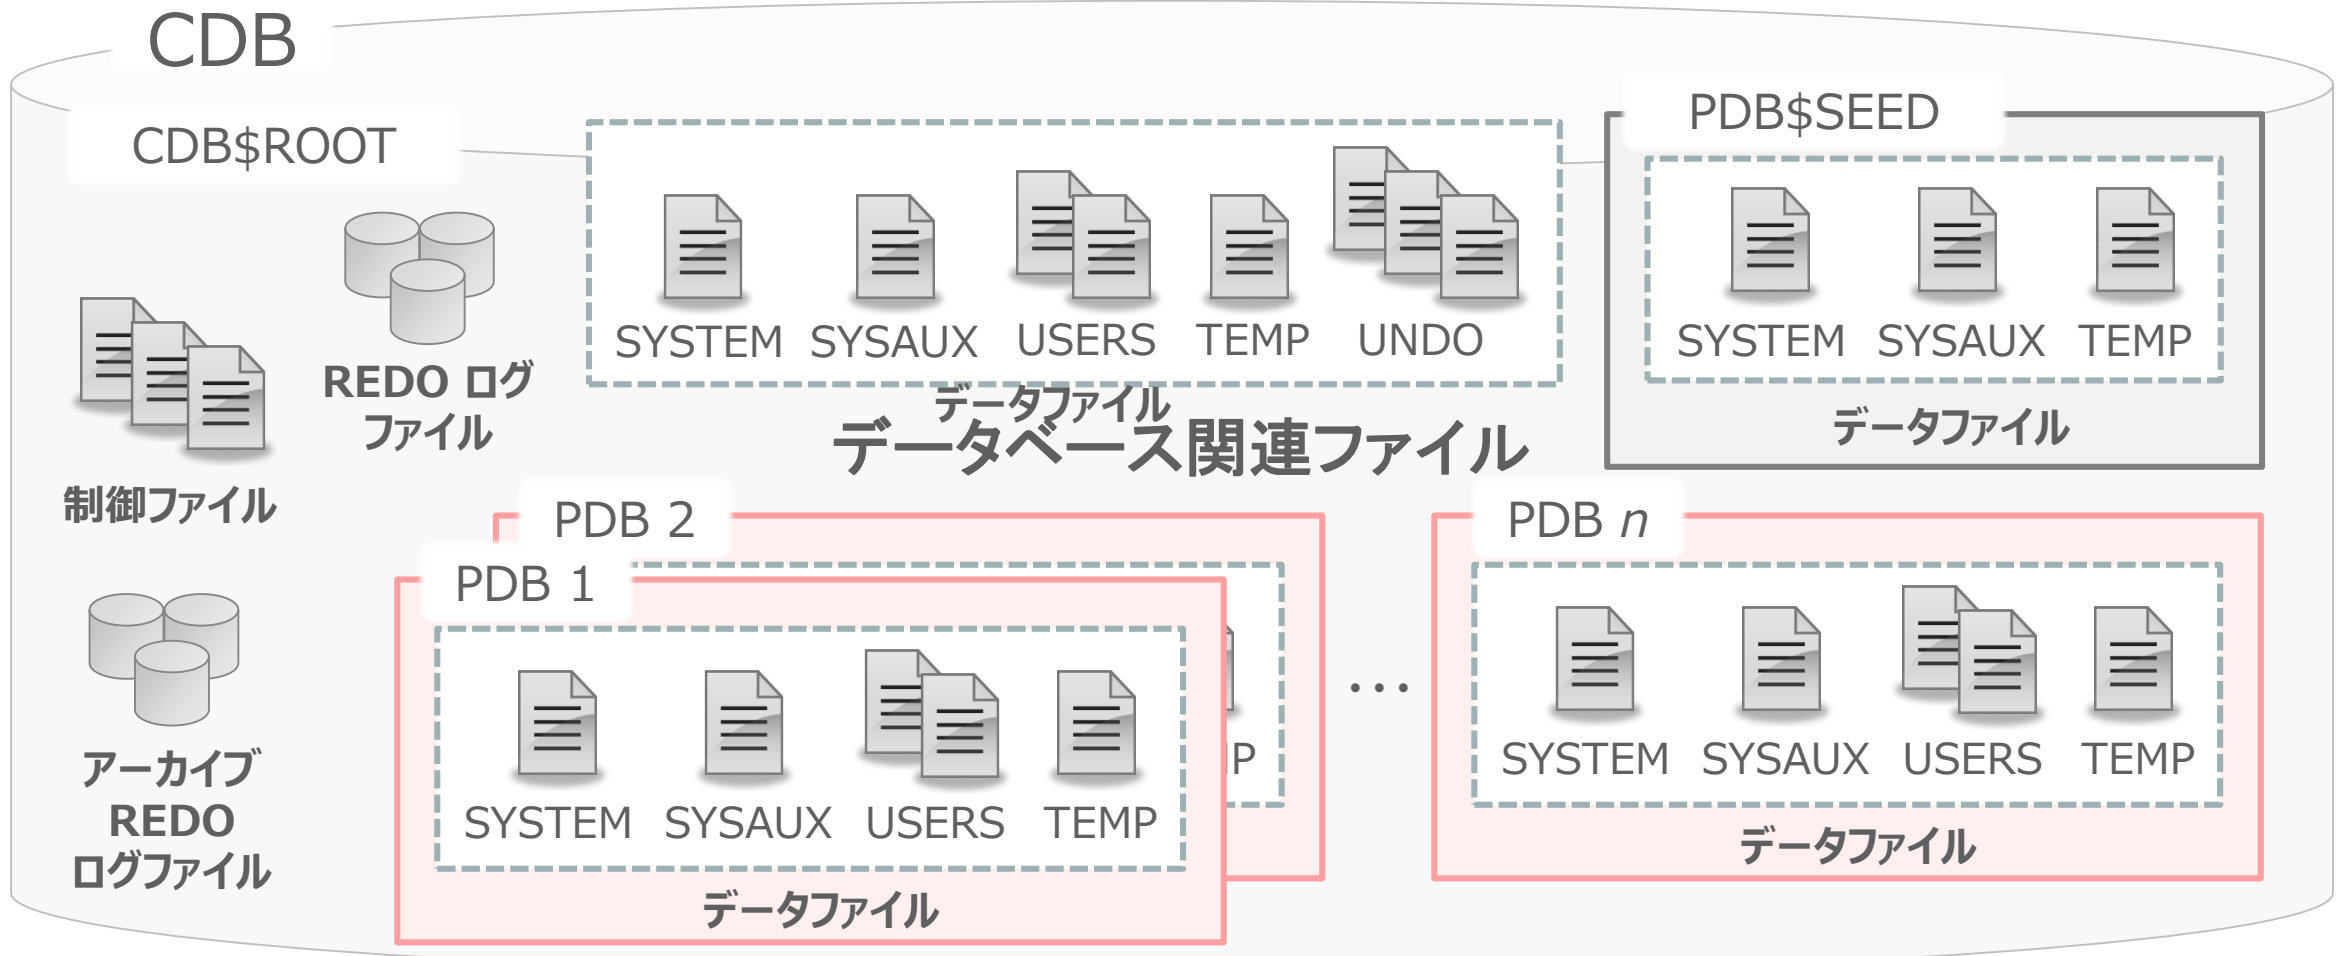 CDB
CDB$ROOT
PDB$SEED
SYSTEM SYSAUX USERS TEMP UNDO
データファイル
SYSTEM SYSAUX TEMP
データファイル
REDO ログ
ファイル
制御ファイル
データベース関連ファイル
アーカイブ
REDO
ログファイル
PDB 2
PDB 1
SYSTEM SYSAUX USERS TEMP
データファイル
...
PDB n
SYSTEM SYSAUX USERS TEMP
データファイル